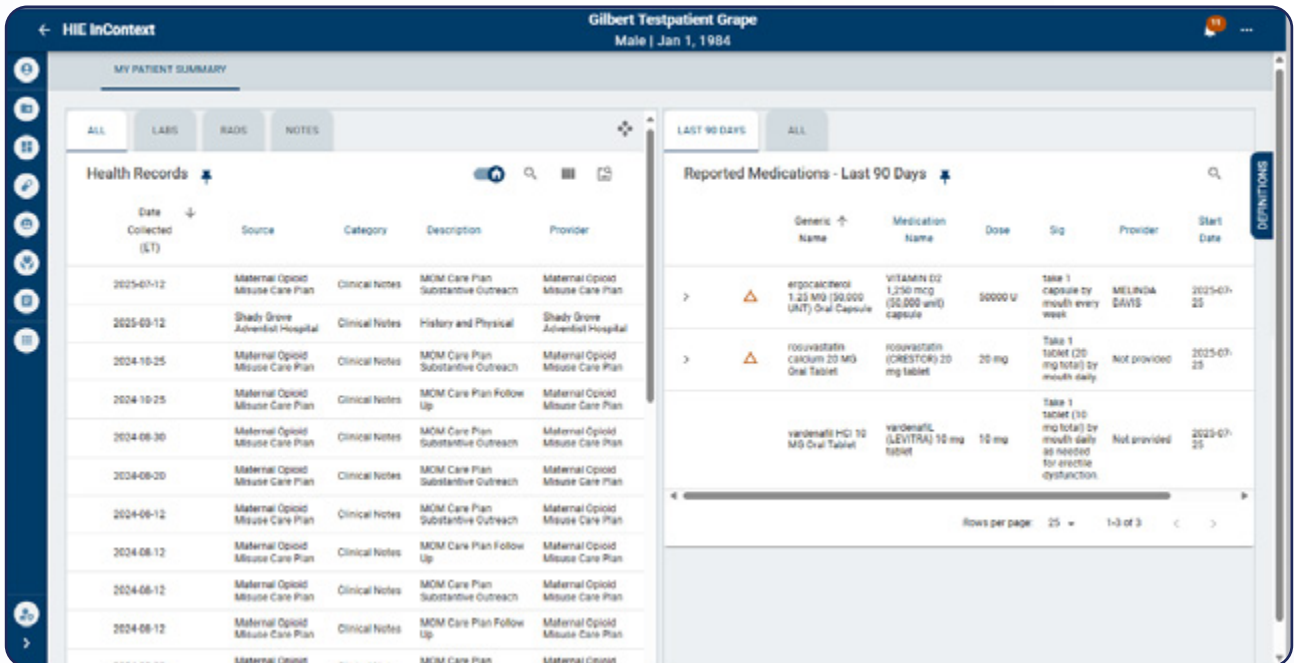 HIE InContext
Gilbert Testpatient Grape
Male | Jan 1, 1984
11
MY PATIENT SUMMARY
ALL LABS RADS NOTES
Health Records
Date Collected (ET) Source Category Description Provider
2025-07-12 Maternal Opioid Misuse Care Plan Clinical Notes MOM Care Plan Substantive Outreach Maternal Opioid Misuse Care Plan
2025-03-12 Shady Grove Adventist Hospital Clinical Notes History and Physical Shady Grove Adventist Hospital
2024-10-25 Maternal Opioid Misuse Care Plan Clinical Notes MOM Care Plan Substantive Outreach Maternal Opioid Misuse Care Plan
2024-10-25 Maternal Opioid Misuse Care Plan Clinical Notes MOM Care Plan Follow Up Maternal Opioid Misuse Care Plan
2024-08-30 Maternal Opioid Misuse Care Plan Clinical Notes MOM Care Plan Substantive Outreach Maternal Opioid Misuse Care Plan
2024-08-20 Maternal Opioid Misuse Care Plan Clinical Notes MOM Care Plan Substantive Outreach Maternal Opioid Misuse Care Plan
2024-08-12 Maternal Opioid Misuse Care Plan Clinical Notes MOM Care Plan Substantive Outreach Maternal Opioid Misuse Care Plan
2024-08-12 Maternal Opioid Misuse Care Plan Clinical Notes MOM Care Plan Follow Up Maternal Opioid Misuse Care Plan
2024-08-12 Maternal Opioid Misuse Care Plan Clinical Notes MOM Care Plan Substantive Outreach Maternal Opioid Misuse Care Plan
2024-08-12 Maternal Opioid Misuse Care Plan Clinical Notes MOM Care Plan Follow Up Maternal Opioid Misuse Care Plan
Maternal Opioid MOM Care Plan Maternal Opioid
LAST 90 DAYS ALL
Reported Medications - Last 90 Days
Generic Name Medication Name Dose Sig Provider Start Date
ergocalciferol 1.25 MG (50,000 UNT) Oral Capsule VITAMIN D2 1,250 mcg (50,000 unit) capsule 50000 U take 1 capsule by mouth every week MELINDA DAVIS 2025-07-25
rosuvastatin calcium 20 MG Oral Tablet rosuvastatin (CRESTOR) 20 mg tablet 20 mg Take 1 tablet (20 mg total) by mouth daily. Not provided 2025-07-25
vardenafil HCl 10 MG Oral Tablet vardenafiL (LEVITRA) 10 mg tablet 10 mg Take 1 tablet (10 mg total) by mouth daily as needed for erectile dysfunction. Not provided 2025-07-25
Rows per page: 25 1-3 of 3
DEFINITIONS